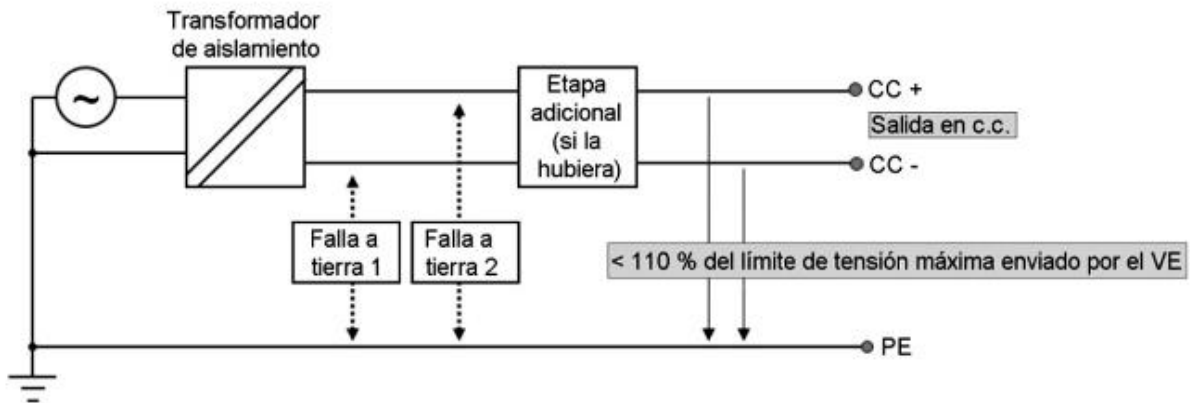 Transformador
de aislamiento
~
Etapa
adicional
(si la
hubiera)
CC +
Salida en c.c.
CC -
Falla a
tierra 1
Falla a
tierra 2
< 110 % del límite de tensión máxima enviado por el VE
PE